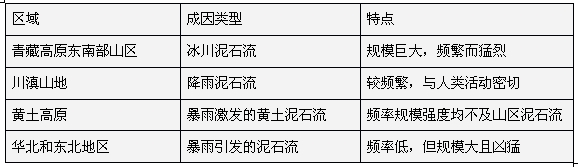 区域 成因类型 特点
青藏高原东南部山区 冰川泥石流 规模巨大，频繁而猛烈
川滇山地 降雨泥石流 较频繁，与人类活动密切
黄土高原 暴雨激发的黄土泥石流 频率规模强度均不及山区泥石流
华北和东北地区 暴雨引发的泥石流 频率低，但规模大且凶猛